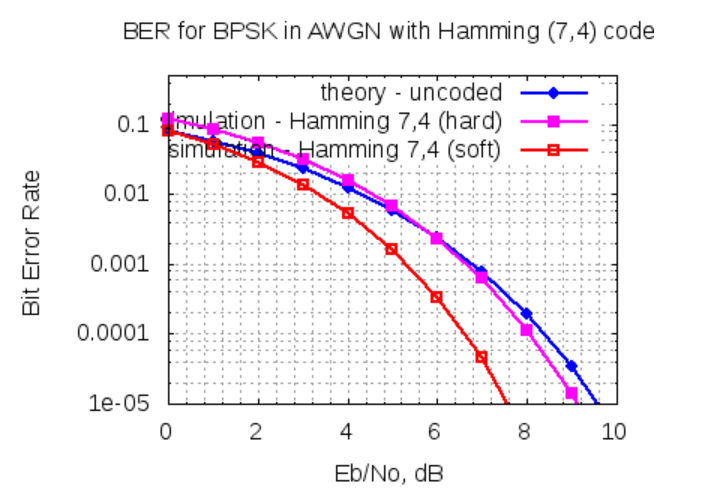 BER for BPSK in AWGN with Hamming (7,4) code
theory - uncoded
simulation - Hamming 7,4 (hard)
simulation - Hamming 7,4 (soft)
Bit Error Rate
0.1
0.01
0.001
0.0001
1e-05
0 2 4 6 8 10
Eb/No, dB